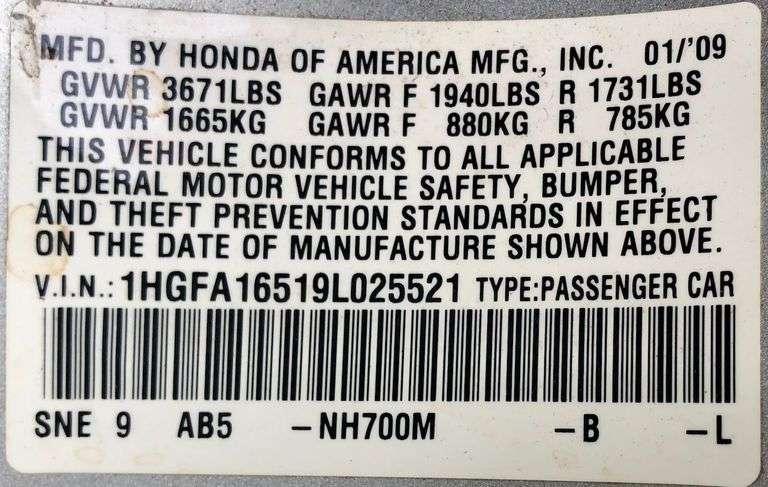 MFD. BY HONDA OF AMERICA MFG., INC. 01/'09
GVWR 3671LBS GAWR F 1940LBS R 1731LBS
GVWR 1665KG GAWR F 880KG R 785KG
THIS VEHICLE CONFORMS TO ALL APPLICABLE
FEDERAL MOTOR VEHICLE SAFETY, BUMPER,
AND THEFT PREVENTION STANDARDS IN EFFECT
ON THE DATE OF MANUFACTURE SHOWN ABOVE.
V.I.N.: 1HGFA16519L025521 TYPE:PASSENGER CAR
SNE 9 AB5 -NH700M -B -L